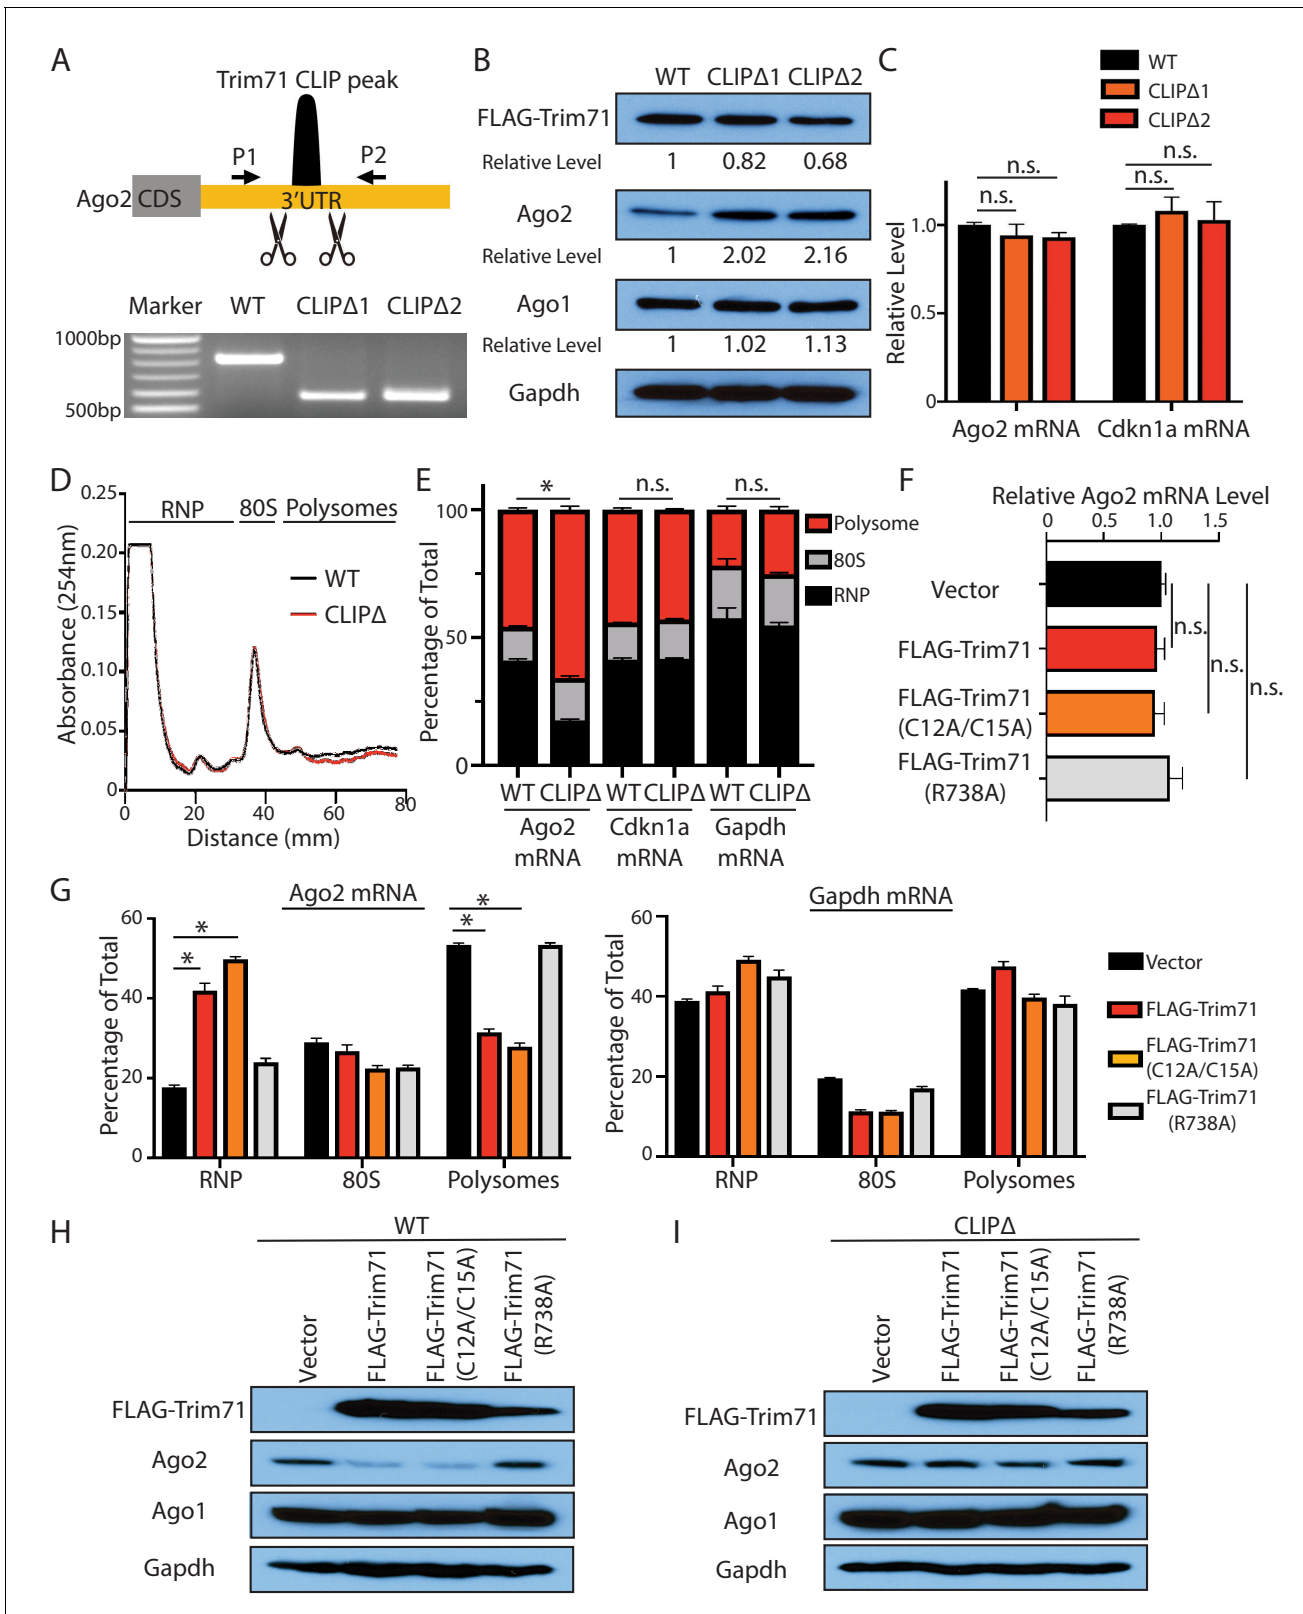 A
Trim71 CLIP peak
P1
P2
Ago2
CDS
3'UTR
Marker
WT
CLIPΔ1
CLIPΔ2
1000bp
500bp
B
WT
CLIPΔ1
CLIPΔ2
FLAG-Trim71
Relative Level 1 0.82 0.68
Ago2
Relative Level 1 2.02 2.16
Ago1
Relative Level 1 1.02 1.13
Gapdh
C
WT
CLIPΔ1
CLIPΔ2
Relative Level
1.0
0.5
0
n.s.
n.s.
n.s.
n.s.
Ago2 mRNA
Cdkn1a mRNA
D
Absorbance (254nm)
0.25
0.20
0.15
0.10
0.05
0
RNP
80S
Polysomes
WT
CLIPΔ
0 20 40 60 80
Distance (mm)
E
Percentage of Total
100
50
0
*
n.s.
n.s.
Polysome
80S
RNP
WT CLIPΔ WT CLIPΔ WT CLIPΔ
Ago2
mRNA
Cdkn1a
mRNA
Gapdh
mRNA
F
Relative Ago2 mRNA Level
0 0.5 1.0 1.5
Vector
FLAG-Trim71
FLAG-Trim71
(C12A/C15A)
FLAG-Trim71
(R738A)
n.s.
n.s.
n.s.
G
Ago2 mRNA
Percentage of Total
60
40
20
0
*
*
*
*
RNP
80S
Polysomes
Gapdh mRNA
Percentage of Total
60
40
20
0
RNP
80S
Polysomes
Vector
FLAG-Trim71
FLAG-Trim71
(C12A/C15A)
FLAG-Trim71
(R738A)
H
WT
Vector
FLAG-Trim71
FLAG-Trim71
(C12A/C15A)
FLAG-Trim71
(R738A)
FLAG-Trim71
Ago2
Ago1
Gapdh
I
CLIPΔ
Vector
FLAG-Trim71
FLAG-Trim71
(C12A/C15A)
FLAG-Trim71
(R738A)
FLAG-Trim71
Ago2
Ago1
Gapdh